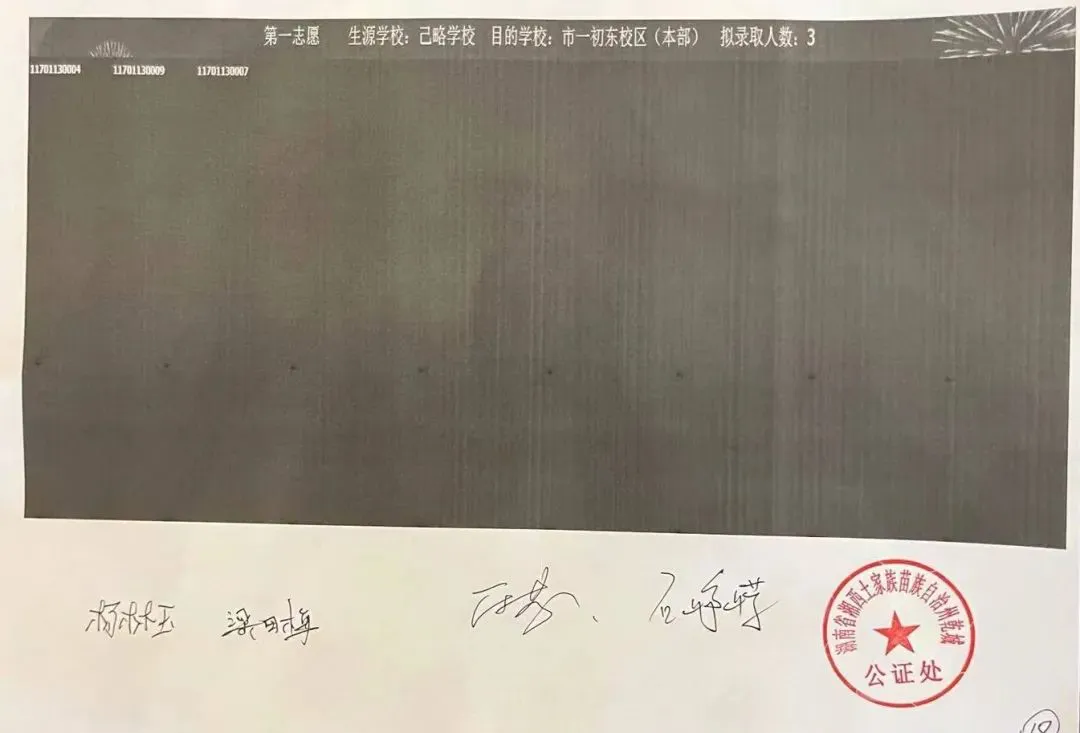 第一志愿 生源学校：己略学校 目的学校：市一初东校区（本部） 拟录取人数：3
11701130004 11701130009 11701130007
湖南省湘西土家族苗族自治州乾城
公证处